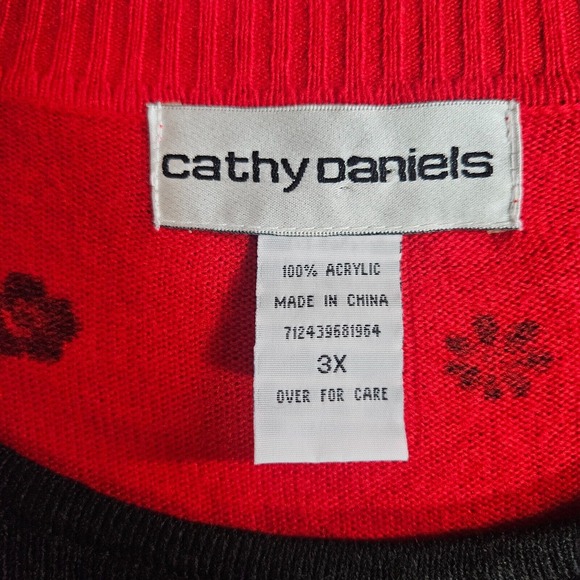 cathy Daniels
100% ACRYLIC
MADE IN CHINA
712439681964
3X
OVER FOR CARE